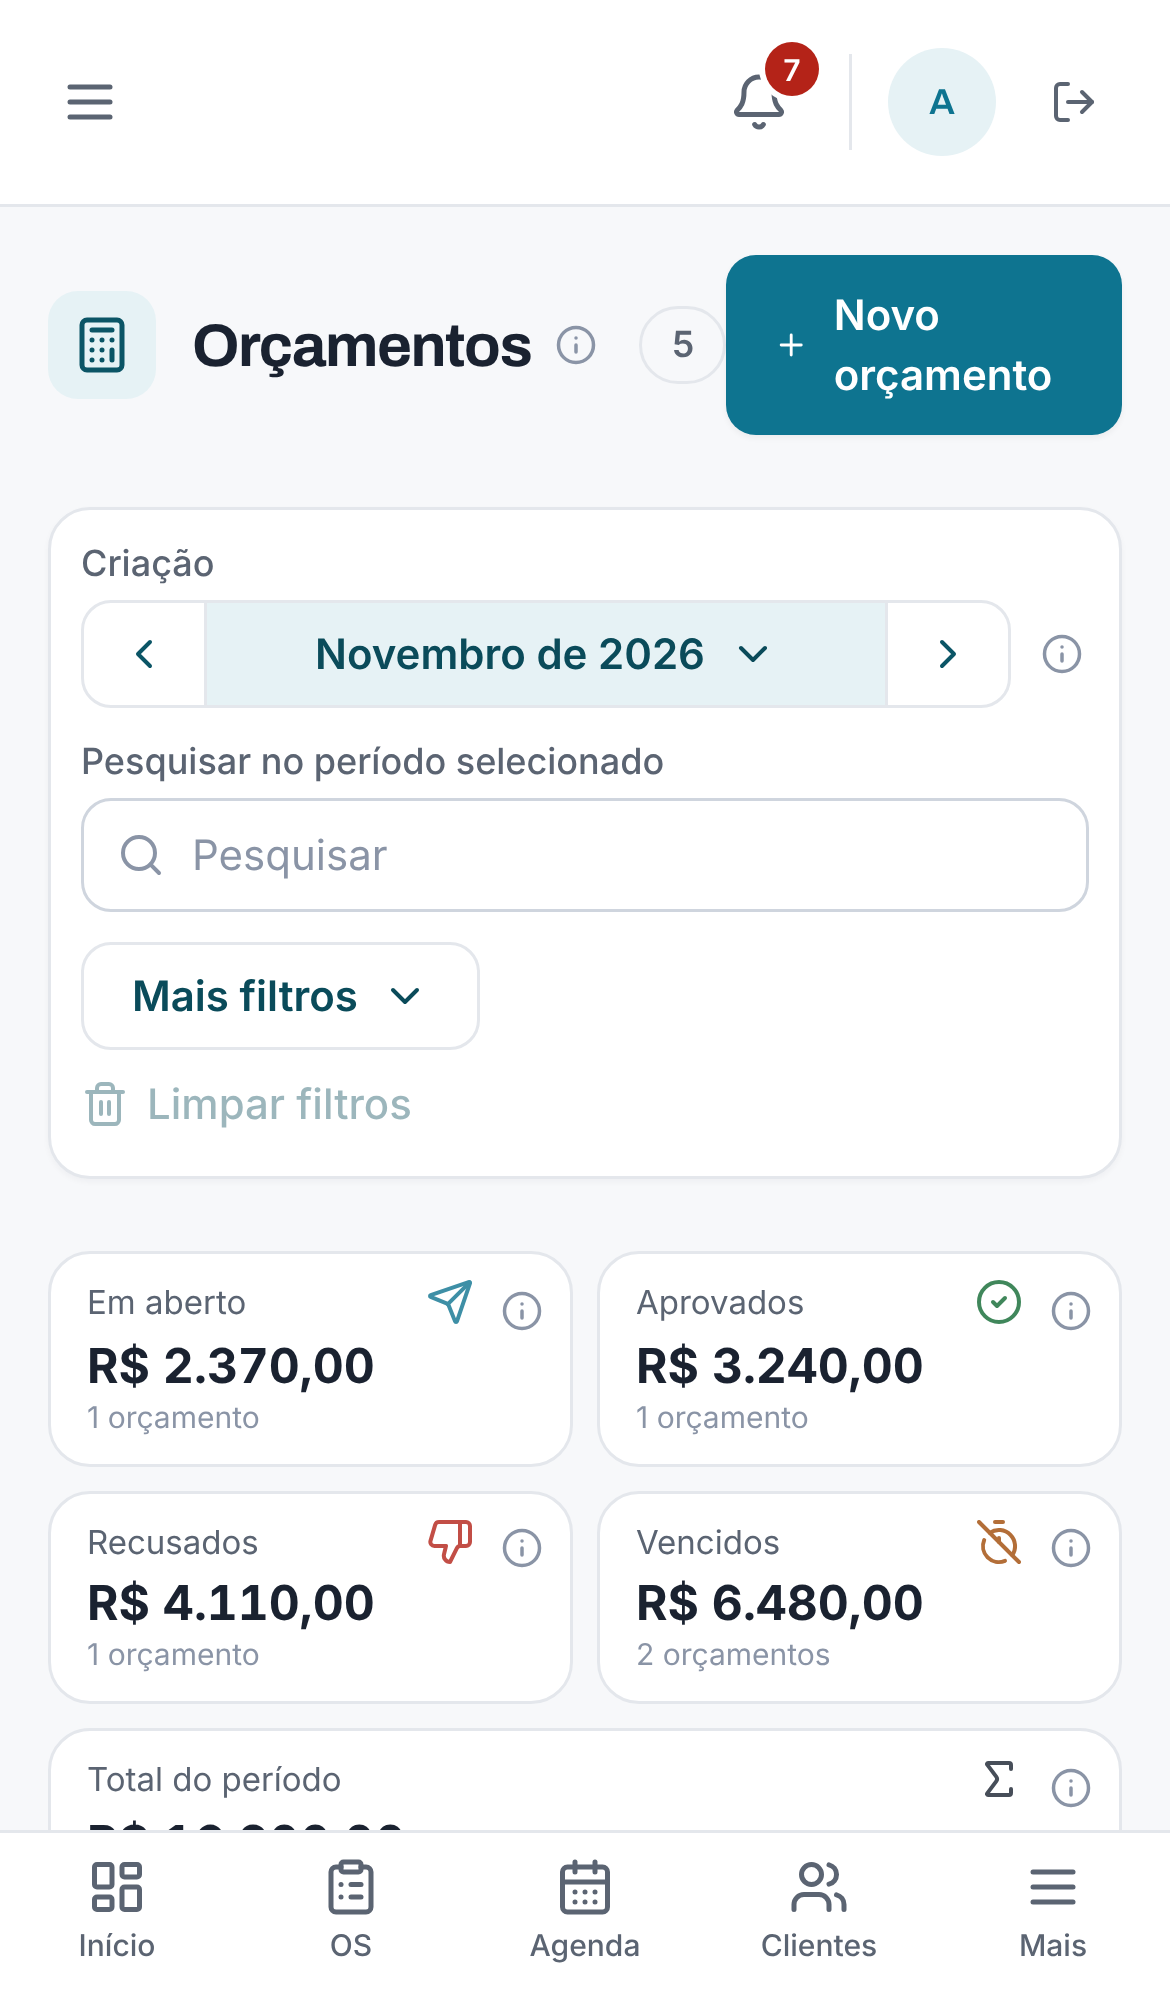 7
A
Orçamentos
5
Novo
orçamento
Criação
Novembro de 2026
Pesquisar no período selecionado
Pesquisar
Mais filtros
Limpar filtros
Em aberto
R$ 2.370,00
1 orçamento
Aprovados
R$ 3.240,00
1 orçamento
Recusados
R$ 4.110,00
1 orçamento
Vencidos
R$ 6.480,00
2 orçamentos
Total do período
Início
OS
Agenda
Clientes
Mais